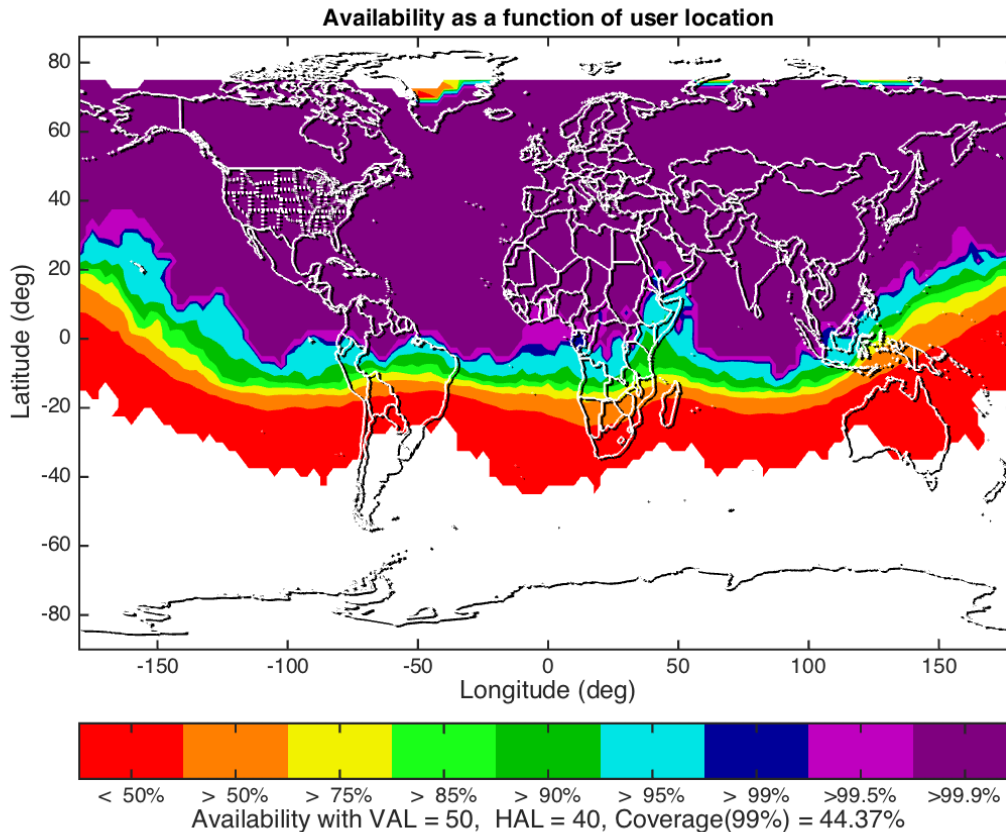 Availability as a function of user location
80
60
40
20
0
-20
-40
-60
-80
Latitude (deg)
-150 -100 -50 0 50 100 150
Longitude (deg)
< 50% > 50% > 75% > 85% > 90% > 95% > 99% >99.5% >99.9%
Availability with VAL = 50, HAL = 40, Coverage(99%) = 44.37%